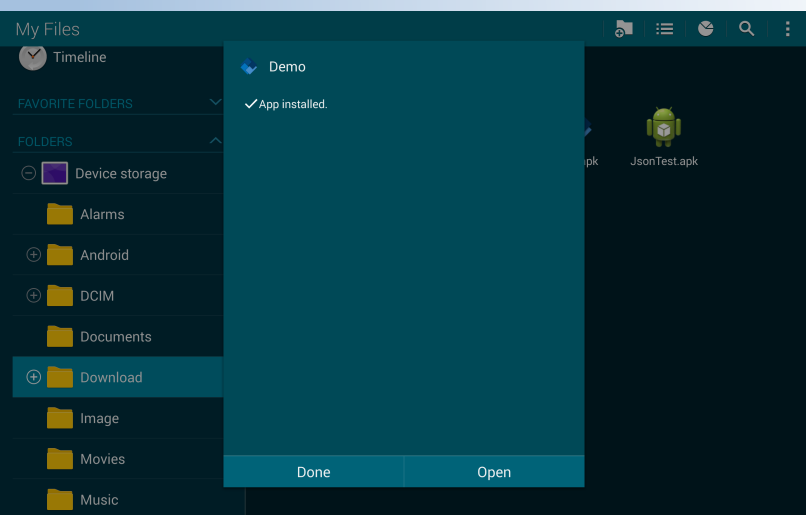 My Files
Timeline
FAVORITE FOLDERS
FOLDERS
Device storage
Alarms
Android
DCIM
Documents
Download
Image
Movies
Music
Demo
App installed.
Done
Open
pk
JsonTest.apk